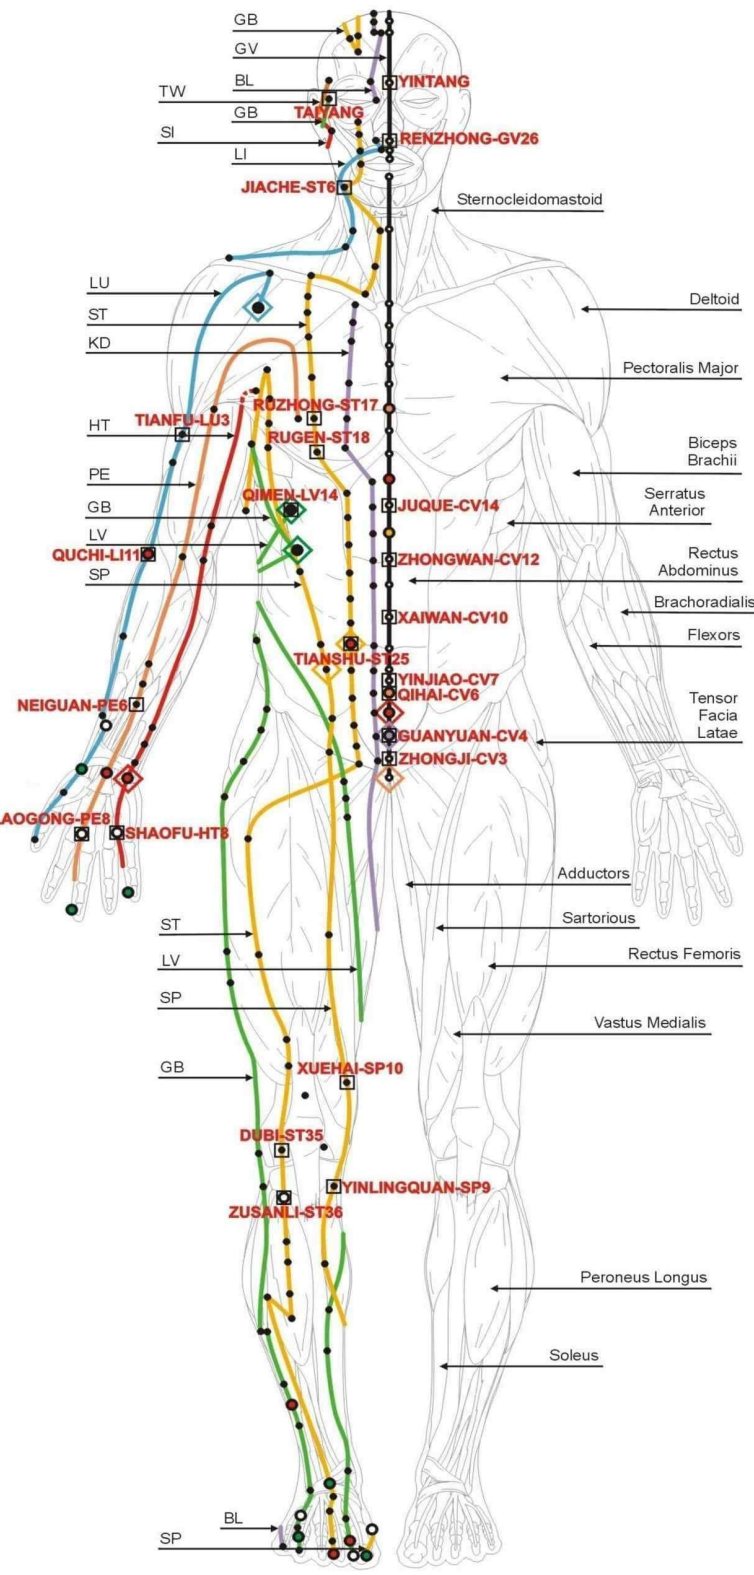 GB
GV
YINTANG
BL
TW
TAIYANG
GB
SI
RENZHONG-GV26
LI
JIACHE-ST6
Sternocleidomastoid
LU
Deltoid
ST
KD
Pectoralis Major
RUZHONG-ST17
TIANFU-LU3
HT
RUGEN-ST18
Biceps
Brachii
PE
QiMEN-LV14
Serratus
Anterior
JUQUE-CV14
GB
LV
QUCHI-LI11
ZHONGWAN-CV12
Rectus
Abdominus
SP
Brachoradialis
XAIWAN-CV10
Flexors
TIANSHU-ST25
YINJIAO-CV7
QIHAI-CV6
NEIGUAN-PE6
Tensor
Facia
Latae
GUANYUAN-CV4
ZHONGJI-CV3
AOGONG-PE8
SHAOFU-HT8
Adductors
ST
Sartorious
LV
Rectus Femoris
SP
Vastus Medialis
GB
XUEHAI-SP10
DUBI-ST35
YINLINGQUAN-SP9
ZUSANLI-ST36
Peroneus Longus
Soleus
BL
SP